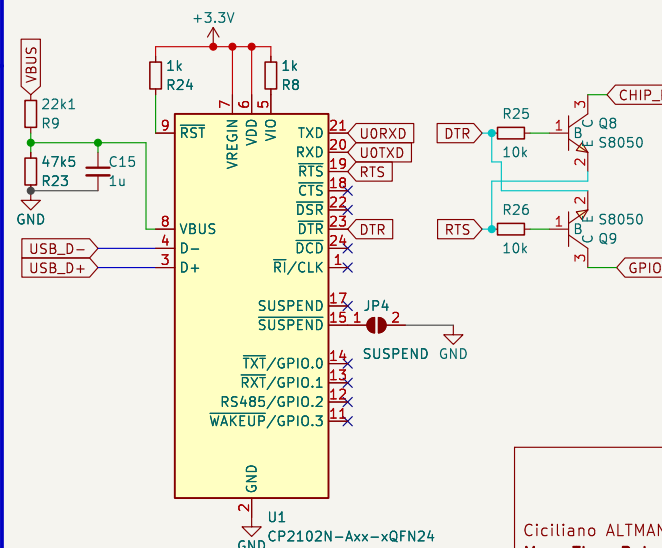 +3.3V
VBUS
1k
R24
1k
R8
22k1
R9
47k5
R23
C15
1u
GND
7
6
5
VREGIN
VDD
VIO
9
RST
8
VBUS
USB_D-
4
D-
USB_D+
3
D+
TXD
21
U0RXD
RXD
20
U0TXD
RTS
19
RTS
CTS
18
DSR
22
DTR
23
DTR
DCD
24
RI/CLK
1
SUSPEND
17
SUSPEND
15
1
JP4
2
SUSPEND
GND
TXT/GPIO.0
14
RXT/GPIO.1
13
RS485/GPIO.2
12
WAKEUP/GPIO.3
11
GND
2
GND
U1
CP2102N-Axx-xQFN24
DTR
R25
10k
1
B
C
E
3
2
Q8
S8050
RTS
R26
10k
1
B
C
E
2
3
S8050
Q9
GPIO
Ciciliano ALTMAN